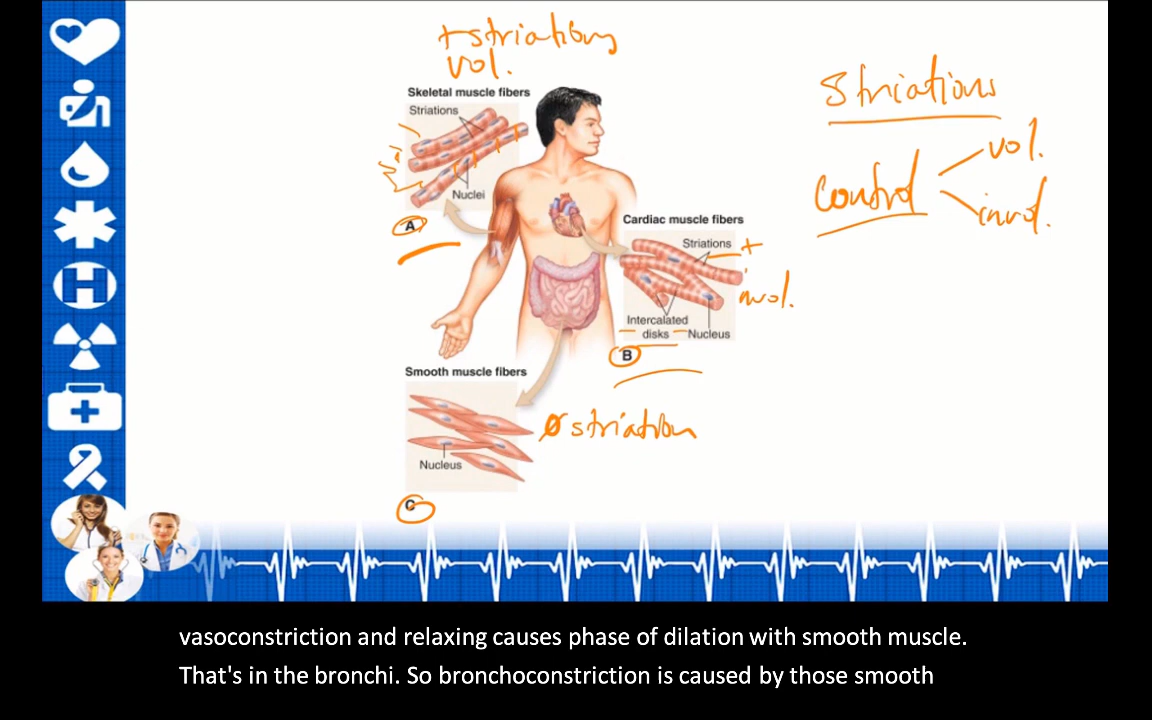 + striations
vol.
Skeletal muscle fibers
Striations
Nuclei
A
striations
control
vol.
invol.
Cardiac muscle fibers
Striations +
invol.
Intercalated
disks
Nucleus
B
Smooth muscle fibers
Ø striation
Nucleus
C
H
vasoconstriction and relaxing causes phase of dilation with smooth muscle.
That's in the bronchi. So bronchoconstriction is caused by those smooth